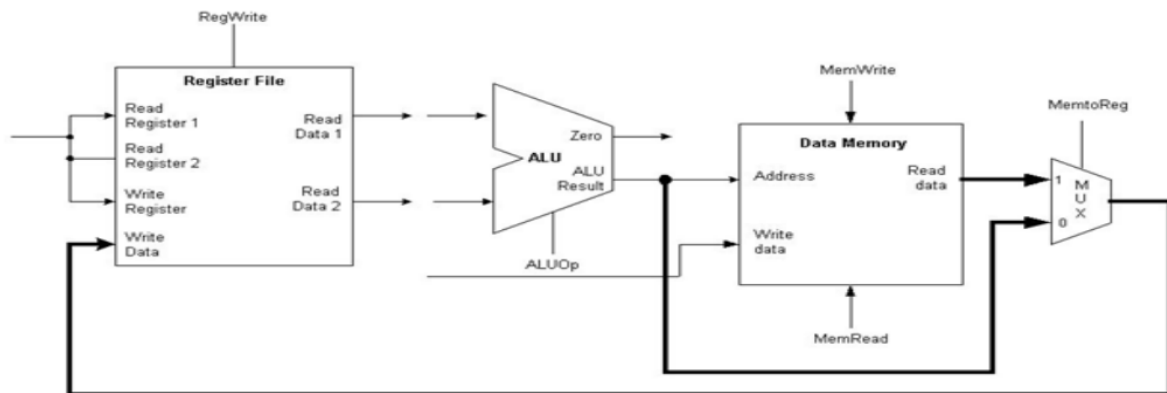 RegWrite
Register File
Read
Register 1
Read
Register 2
Write
Register
Write
Data
Read
Data 1
Read
Data 2
Zero
ALU
ALU
Result
ALUOp
MemWrite
Data Memory
Address
Read
data
Write
data
MemRead
MemtoReg
1
M
U
X
0